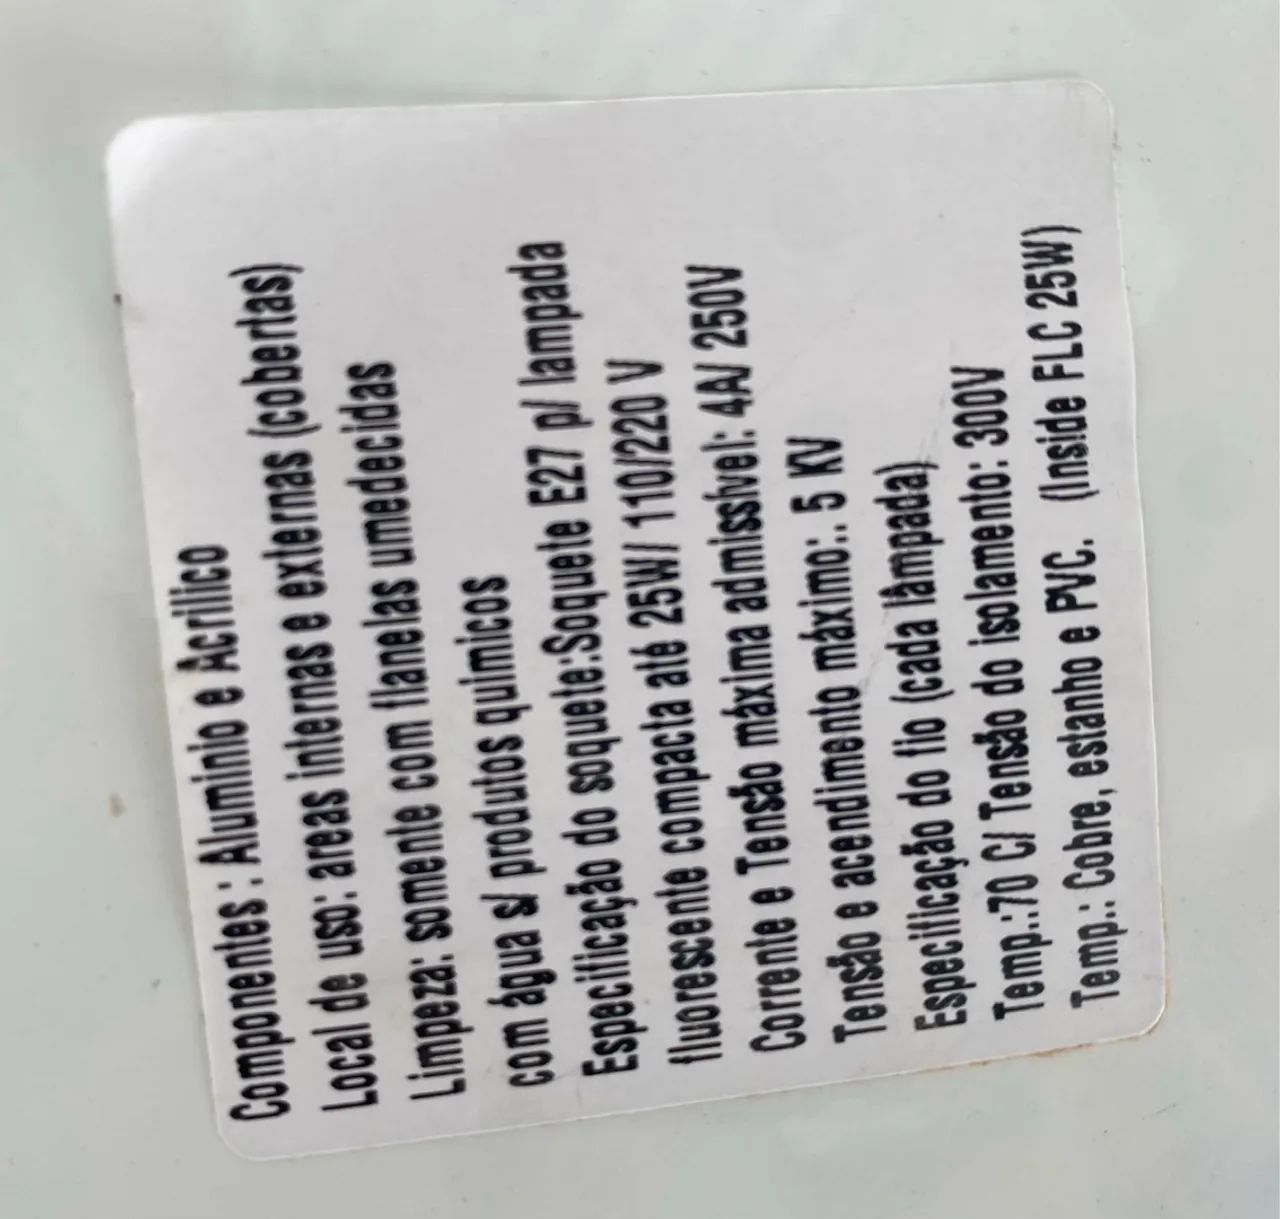 Componentes : Aluminio e Acrilico
Local de uso: areas internas e externas (cobertas)
Limpeza: somente com flanelas umedecidas
com água s/ produtos quimicos
Especificação do soquete:Soquete E27 p/ lampada
fluorescente compacta até 25W/ 110/220 V
Corrente e Tensão máxima admissível: 4A/ 250V
Tensão e acendimento máximo:. 5 KV
Especificação do fio (cada lâmpada)
Temp.:70 C/ Tensão do isolamento: 300V
Temp.: Cobre, estanho e PVC. (Inside FLC 25W)